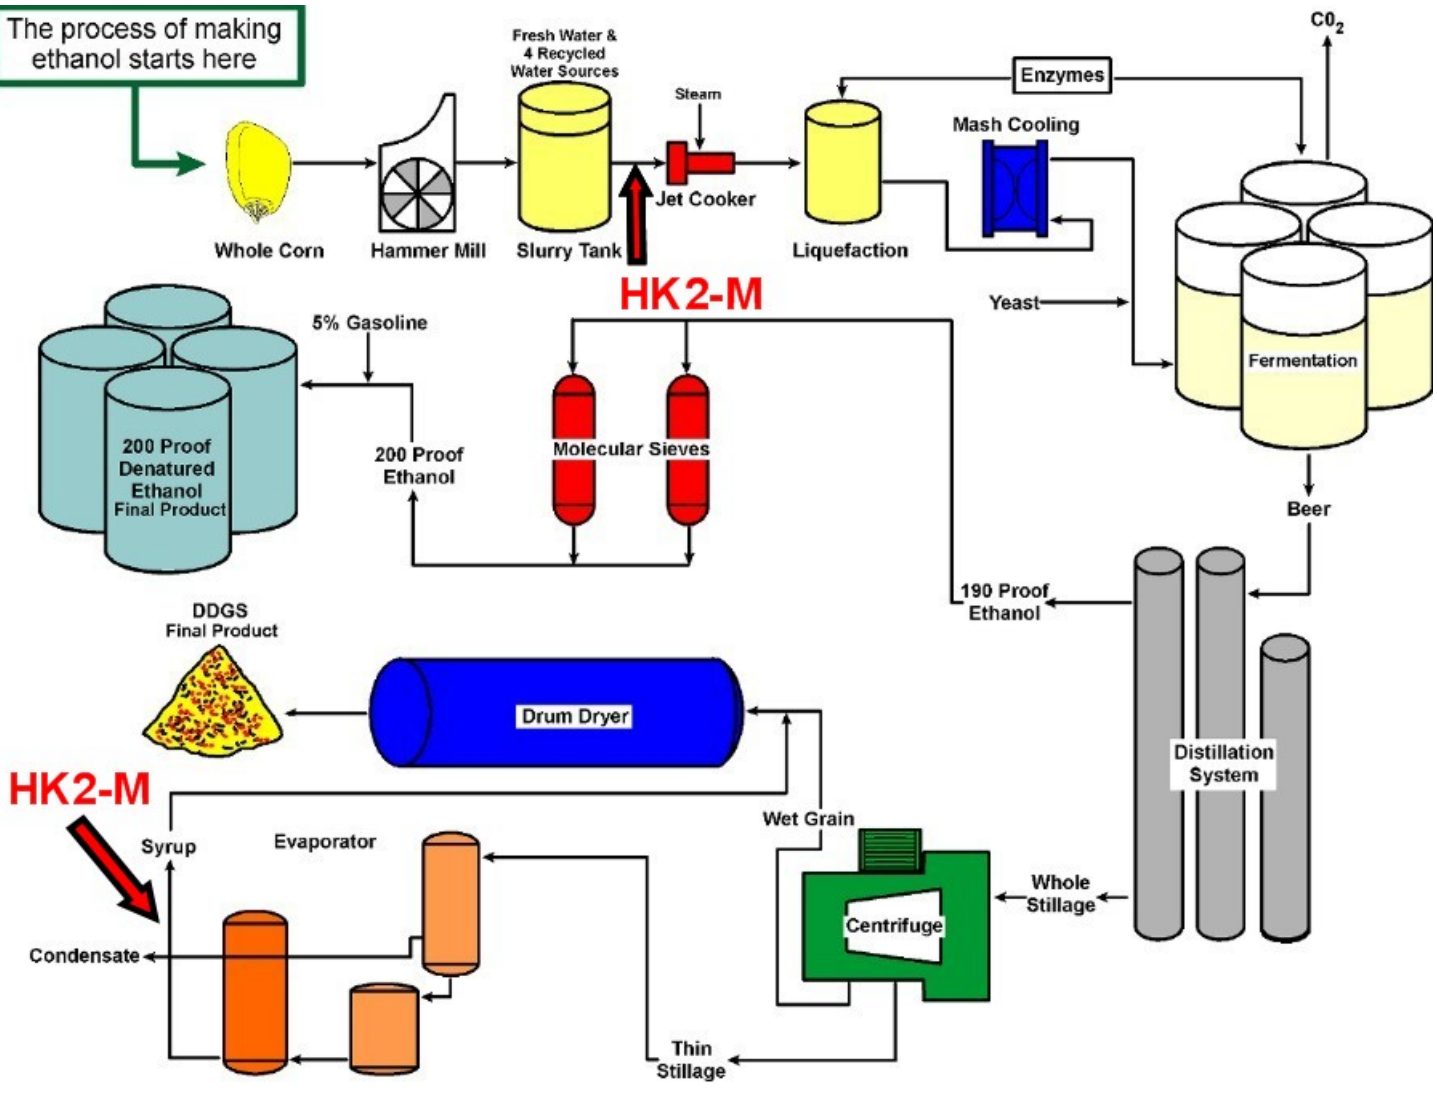 The process of making
ethanol starts here
Fresh Water &
4 Recycled
Water Sources
Steam
Enzymes
C02
Mash Cooling
Whole Corn
Hammer Mill
Slurry Tank
Jet Cooker
Liquefaction
HK2-M
Yeast
Fermentation
5% Gasoline
200 Proof
Denatured
Ethanol
Final Product
200 Proof
Ethanol
Molecular Sieves
Beer
190 Proof
Ethanol
DDGS
Final Product
Drum Dryer
Distillation
System
HK2-M
Syrup
Evaporator
Wet Grain
Whole
Stillage
Centrifuge
Condensate
Thin
Stillage